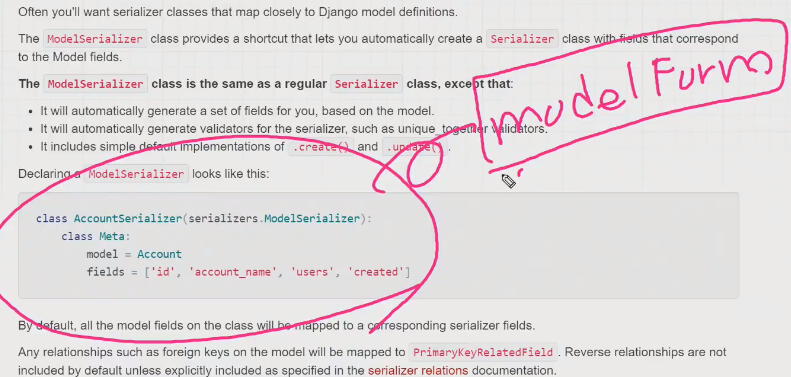 Often you'll want serializer classes that map closely to Django model definitions.
The ModelSerializer class provides a shortcut that lets you automatically create a Serializer class with fields that correspond
to the Model fields.
The ModelSerializer class is the same as a regular Serializer class, except that:
• It will automatically generate a set of fields for you, based on the model.
• It will automatically generate validators for the serializer, such as unique_together validators.
• It includes simple default implementations of .create() and .update() .
model Furm
Declaring a ModelSerializer looks like this:
class AccountSerializer(serializers.ModelSerializer):
class Meta:
model = Account
fields = ['id', 'account_name', 'users', 'created']
By default, all the model fields on the class will be mapped to a corresponding serializer fields.
Any relationships such as foreign keys on the model will be mapped to PrimaryKeyRelatedField . Reverse relationships are not
included by default unless explicitly included as specified in the serializer relations documentation.